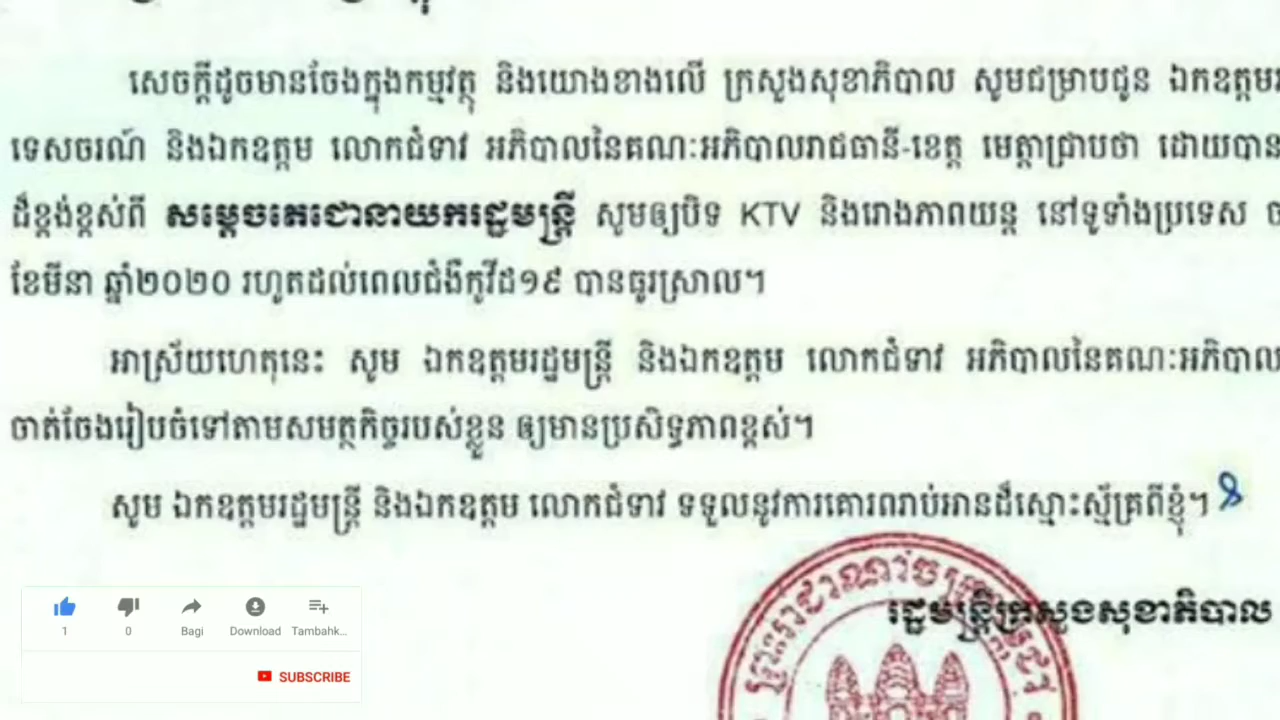 សេចក្ដីដូចមានចែងក្នុងកម្មវត្ថុ និងយោងខាងលើ ក្រសួងសុខាភិបាល សូមជម្រាបជូន ឯកឧត្តម
ទេសចរណ៍ និងឯកឧត្តម លោកជំទាវ អភិបាលនៃគណៈអភិបាលរាជធានី-ខេត្ត មេត្តាជ្រាបថា ដោយបាន
ដ៏ខ្ពង់ខ្ពស់ពី សម្ដេចតេជោនាយករដ្ឋមន្ត្រី សូមឲ្យបិទ KTV និងរោងភាពយន្ត នៅទូទាំងប្រទេស ច
ខែមីនា ឆ្នាំ២០២០ រហូតដល់ពេលជំងឺកូវីដ១៩ បានធូរស្រាល។
អាស្រ័យហេតុនេះ សូម ឯកឧត្តមរដ្ឋមន្ត្រី និងឯកឧត្តម លោកជំទាវ អភិបាលនៃគណៈអភិបាល
ចាត់ចែងរៀបចំទៅតាមសមត្ថកិច្ចរបស់ខ្លួន ឲ្យមានប្រសិទ្ធភាពខ្ពស់។
សូម ឯកឧត្តមរដ្ឋមន្ត្រី និងឯកឧត្តម លោកជំទាវ ទទួលនូវការគោរពរាប់អានដ៏ស្មោះស្ម័គ្រពីខ្ញុំ។
រដ្ឋមន្ត្រីក្រសួងសុខាភិបាល
1 0 Bagi Download Tambahk...
SUBSCRIBE